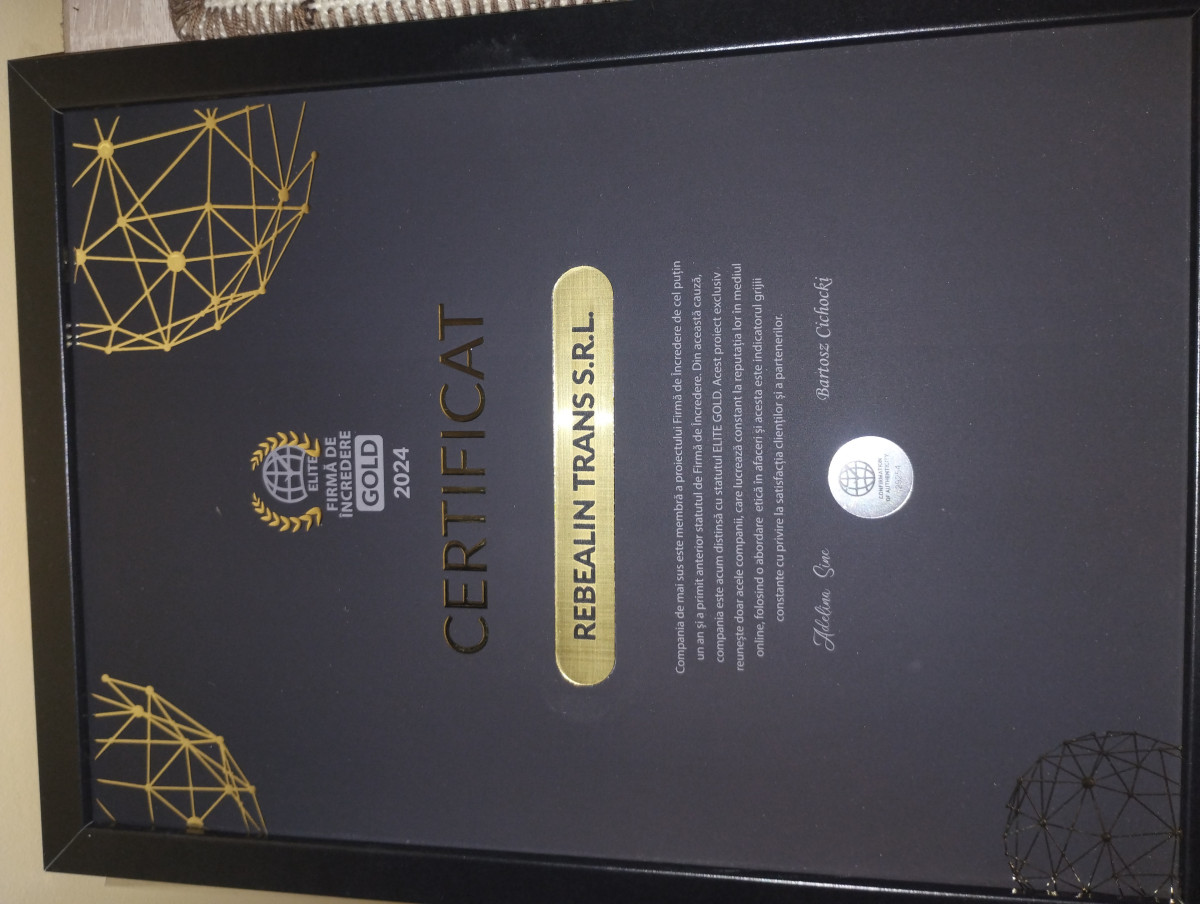 ELITE
FIRMĂ DE
ÎNCREDERE
GOLD
2024
CERTIFICAT
REBEALIN TRANS S.R.L.
Compania de mai sus este membră a proiectului Firmă de încredere de cel puțin
un an și a primit anterior statutul de Firmă de Încredere. Din această cauză,
compania este acum distinsă cu statutul ELITE GOLD. Acest proiect exclusiv
reunește doar acele companii, care lucrează constant la reputația lor in mediul
online, folosind o abordare etică în afaceri și acesta este indicatorul grijii
constante cu privire la satisfacția clienților și a partenerilor.
Adelina Sine
Bartosz Cichocki
CONFIRMATION
OF AUTHENTICITY